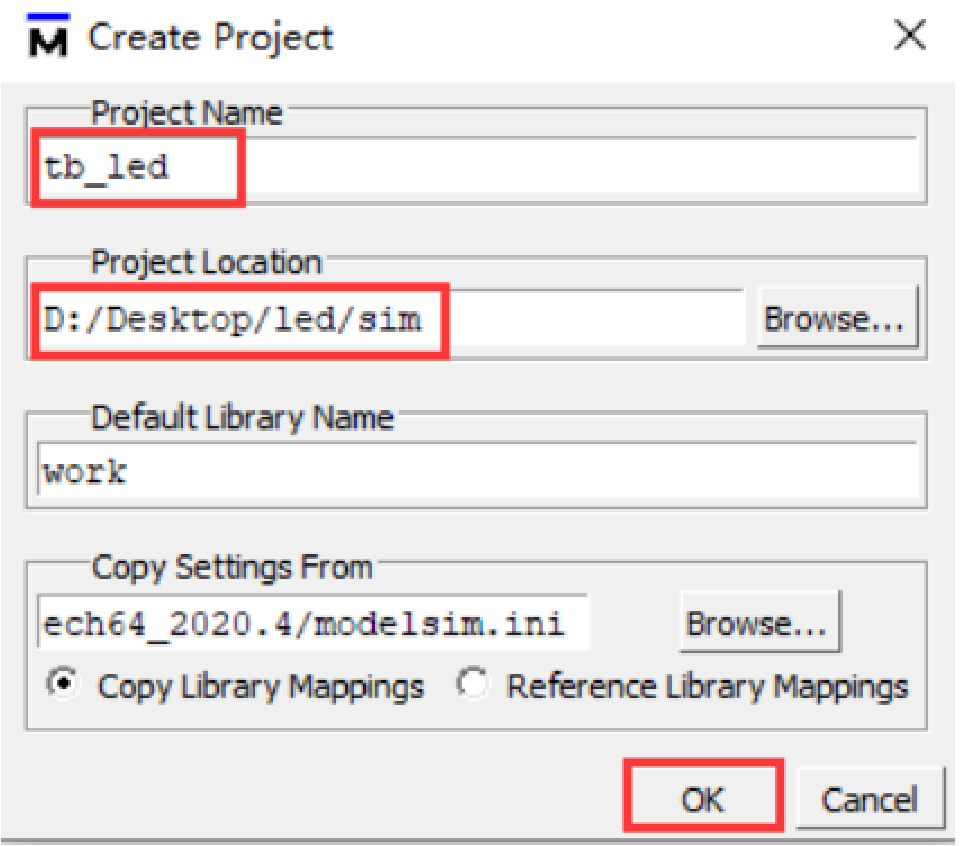 M Create Project
Project Name
tb_led
Project Location
D:/Desktop/led/sim Browse...
Default Library Name
work
Copy Settings From
ech64_2020.4/modelsim.ini Browse...
Copy Library Mappings Reference Library Mappings
OK Cancel